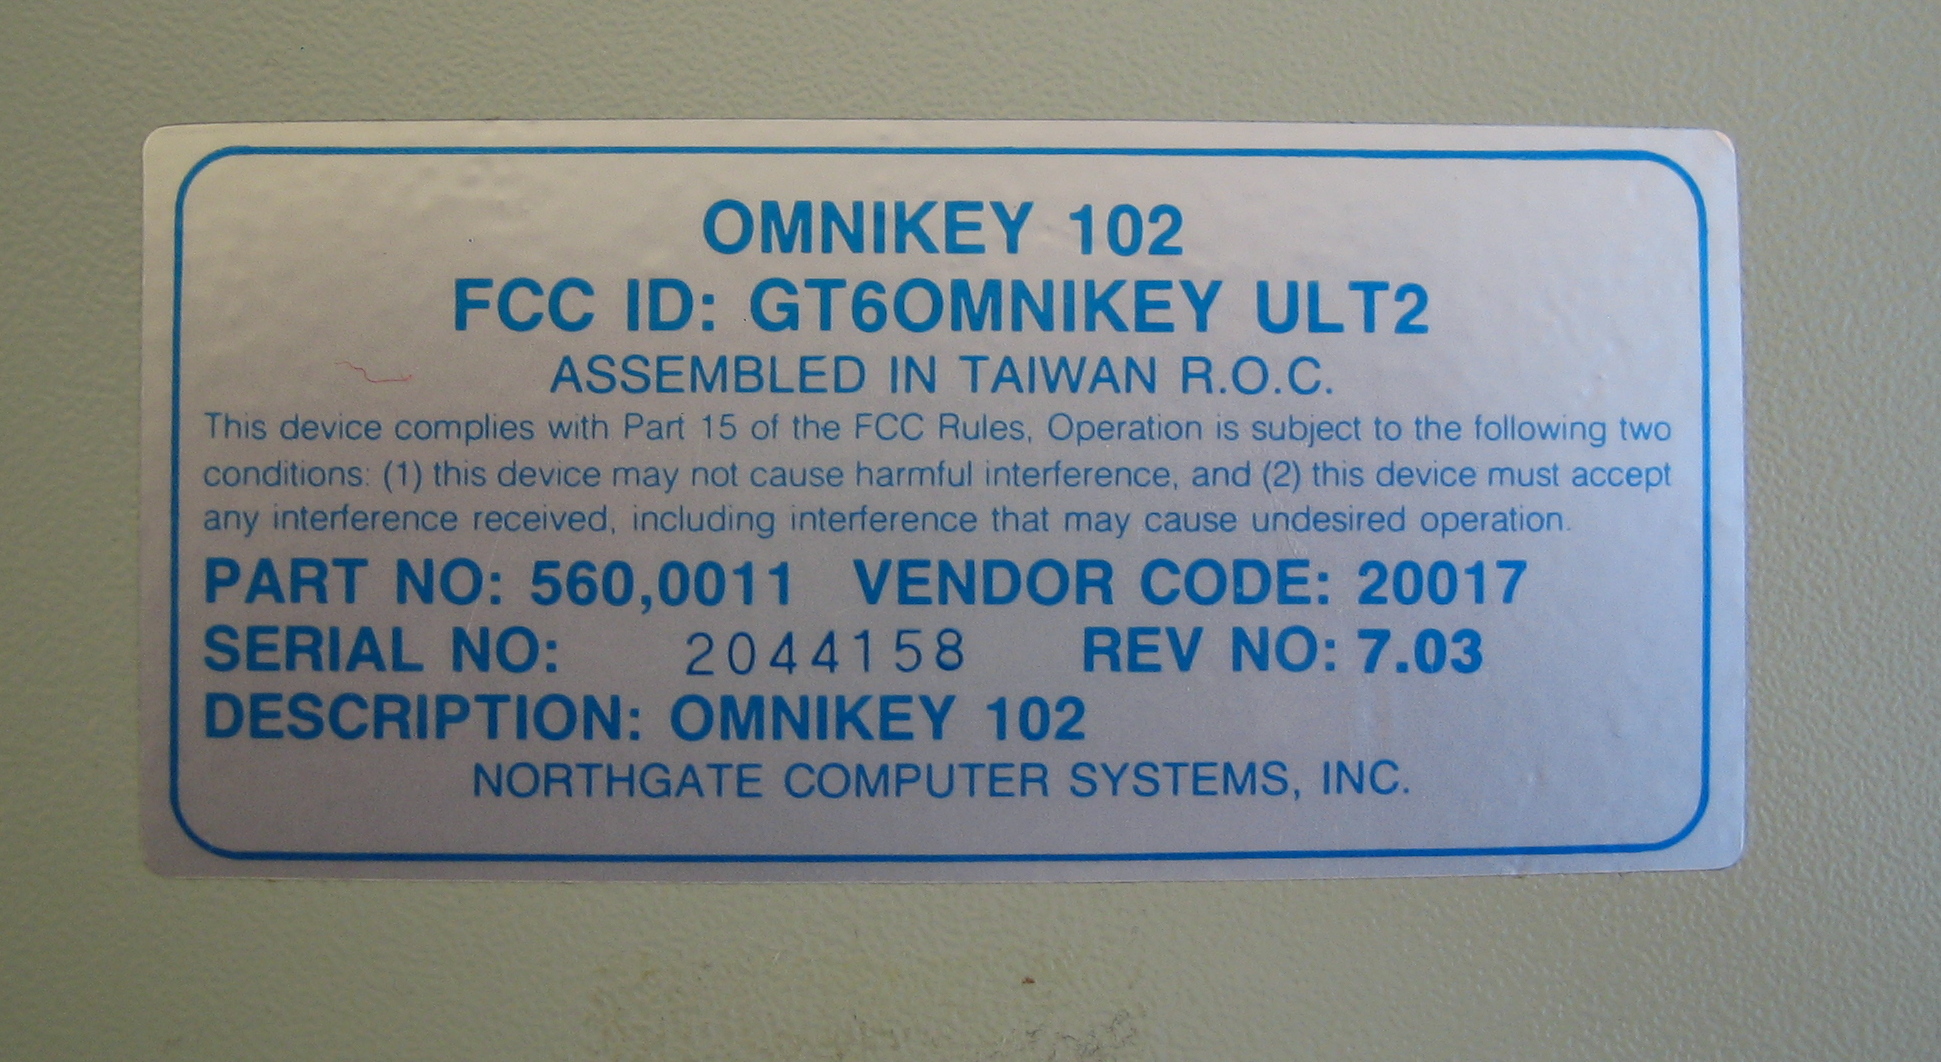 OMNIKEY 102
FCC ID: GT6OMNIKEY ULT2
ASSEMBLED IN TAIWAN R.O.C.
This device complies with Part 15 of the FCC Rules, Operation is subject to the following two
conditions: (1) this device may not cause harmful interference, and (2) this device must accept
any interference received, including interference that may cause undesired operation.
PART NO: 560,0011 VENDOR CODE: 20017
SERIAL NO: 2044158 REV NO: 7.03
DESCRIPTION: OMNIKEY 102
NORTHGATE COMPUTER SYSTEMS, INC.